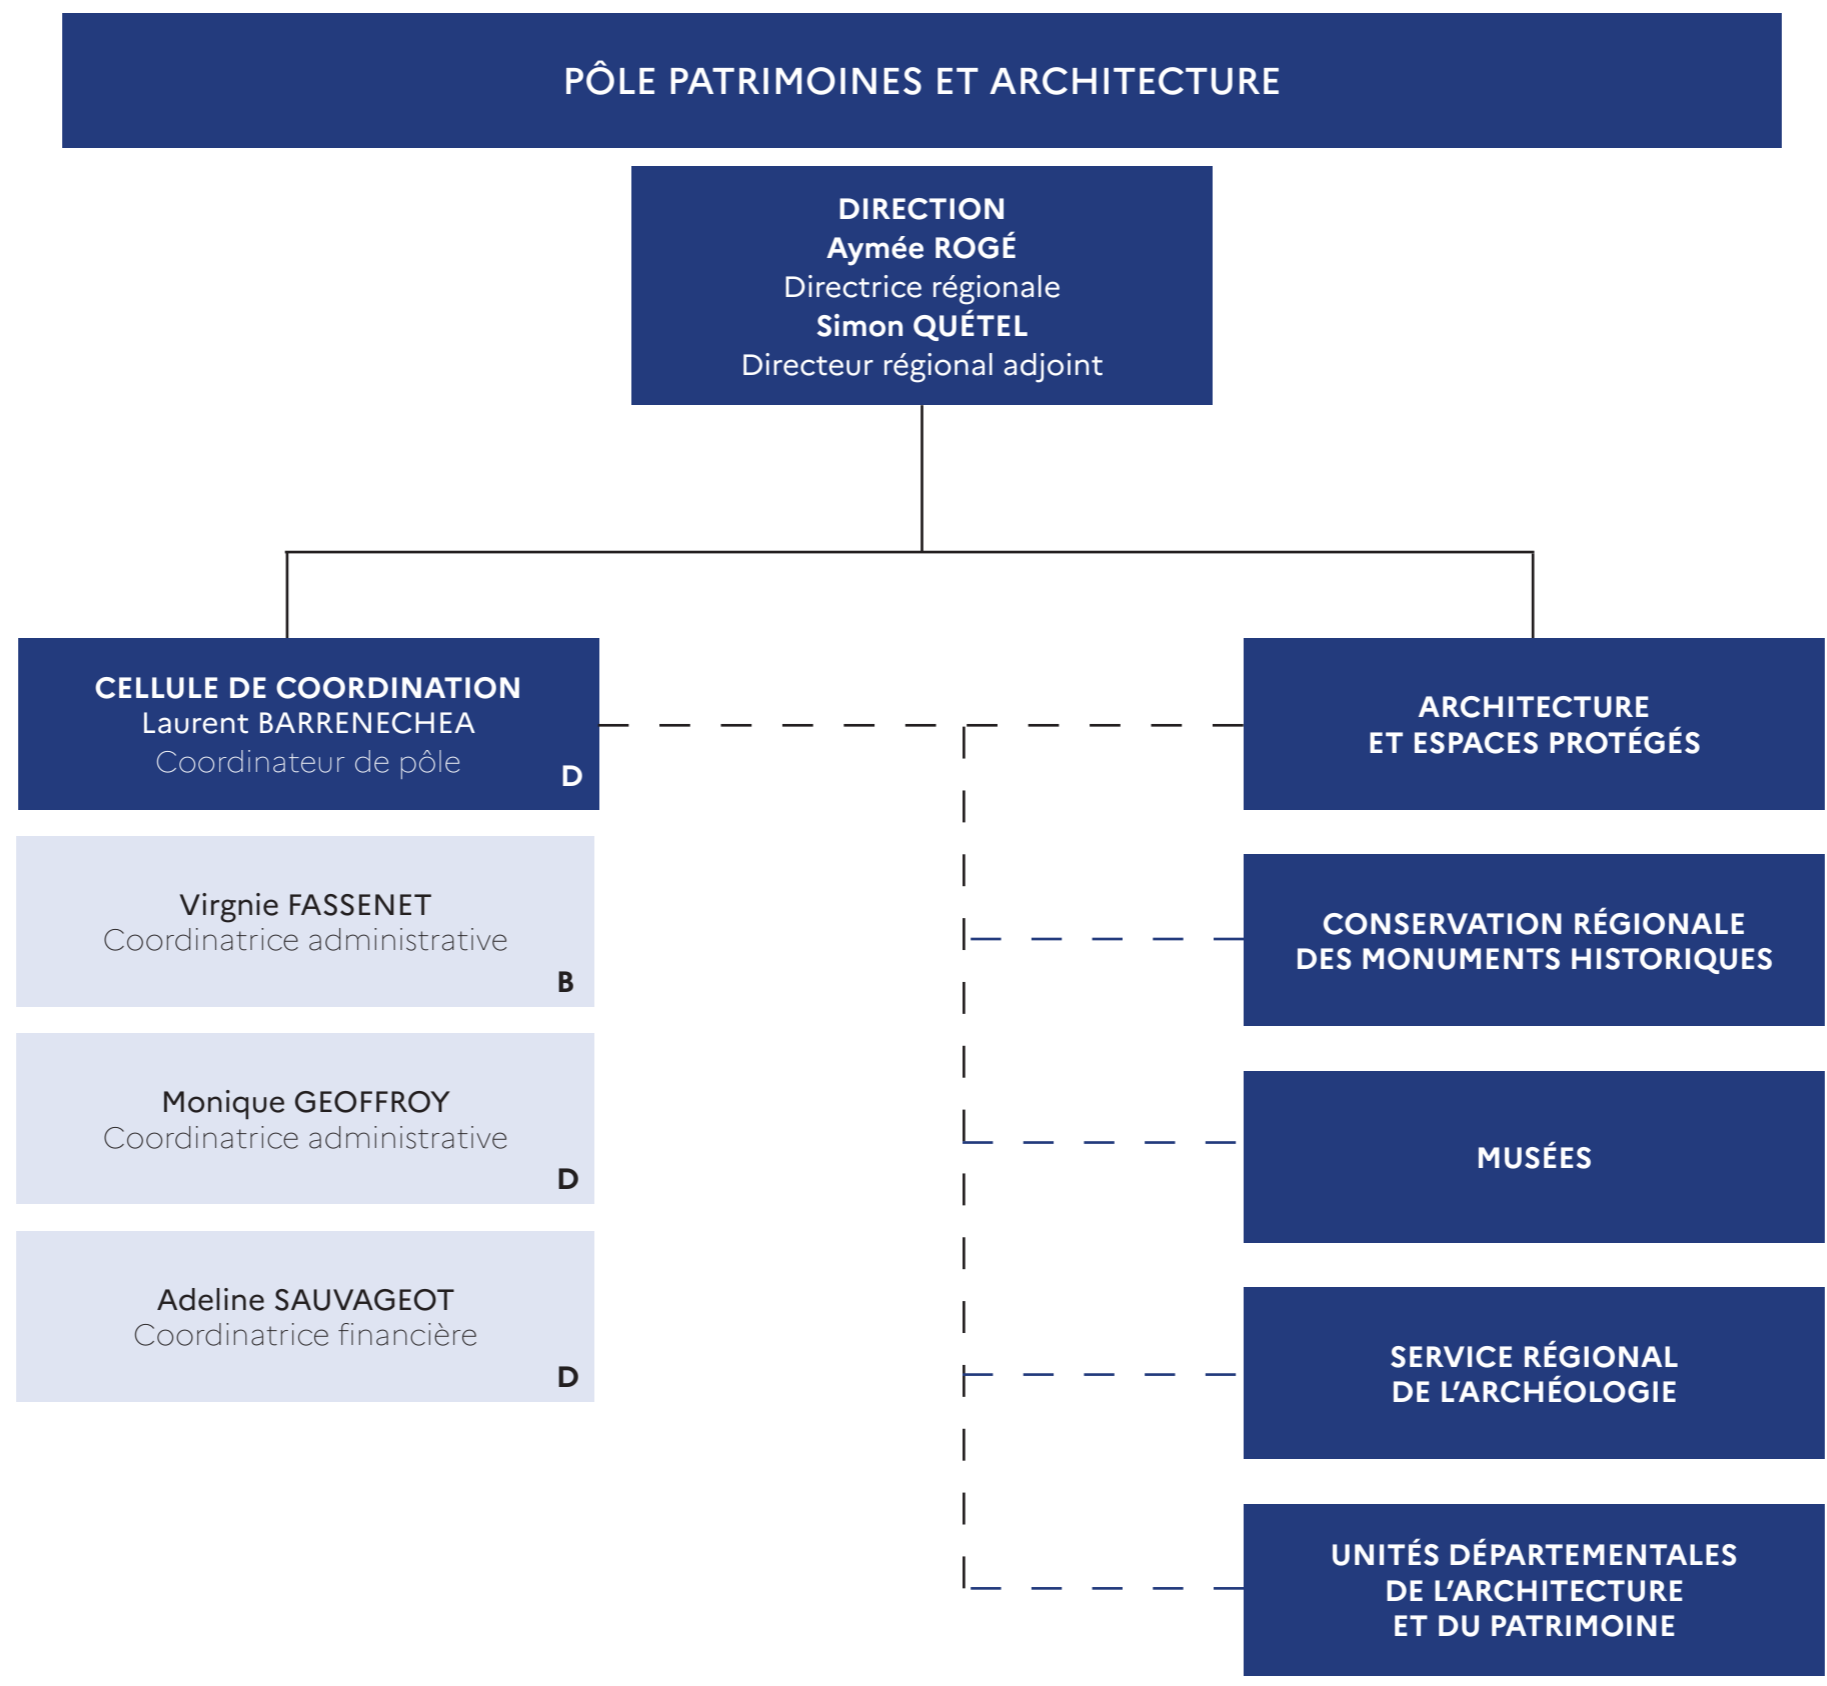 PÔLE PATRIMOINES ET ARCHITECTURE
DIRECTION
Aymée ROGÉ
Directrice régionale
Simon QUÉTEL
Directeur régional adjoint
CELLULE DE COORDINATION
Laurent BARRENECHEA
Coordinateur de pôle
D
Virgnie FASSENET
Coordinatrice administrative
B
Monique GEOFFROY
Coordinatrice administrative
D
Adeline SAUVAGEOT
Coordinatrice financière
D
ARCHITECTURE
ET ESPACES PROTÉGÉS
CONSERVATION RÉGIONALE
DES MONUMENTS HISTORIQUES
MUSÉES
SERVICE RÉGIONAL
DE L’ARCHÉOLOGIE
UNITÉS DÉPARTEMENTALES
DE L’ARCHITECTURE
ET DU PATRIMOINE